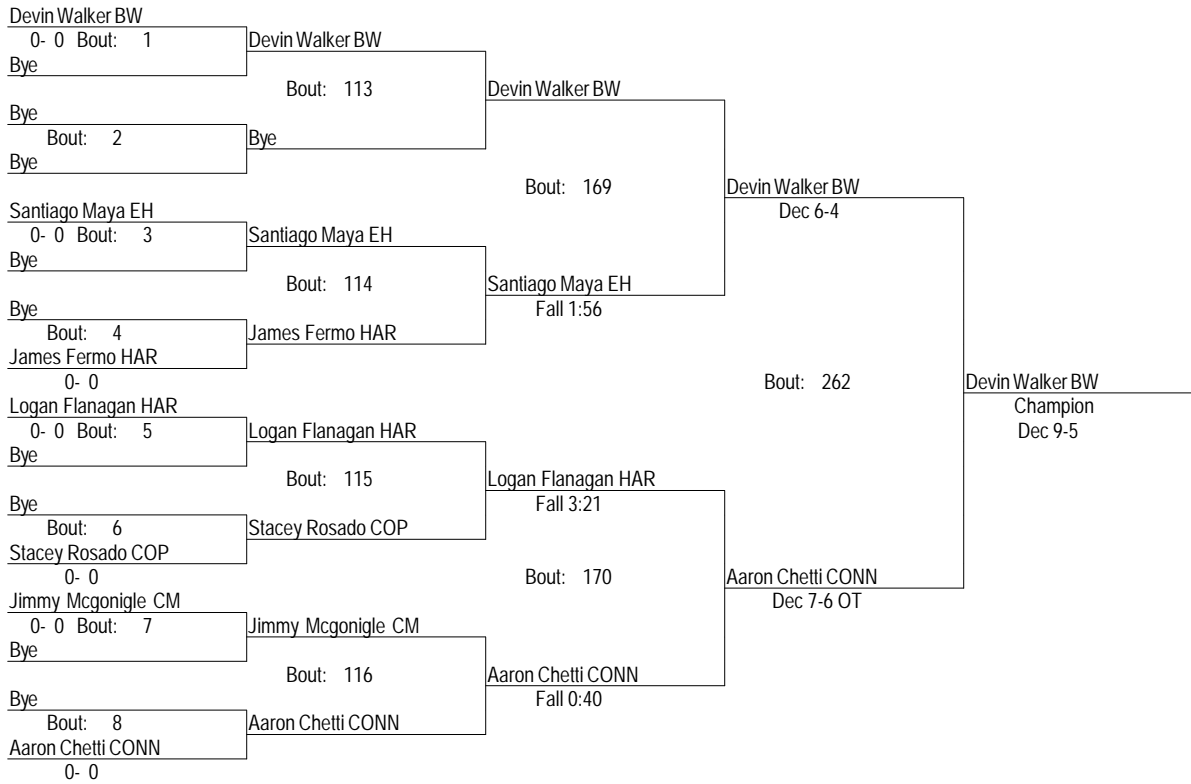 Devin Walker BW
0- 0 Bout: 1
Devin Walker BW
Bye
Bout: 113
Devin Walker BW
Bye
Bout: 2
Bye
Bye
Bout: 169
Devin Walker BW
Dec 6-4
Santiago Maya EH
0- 0 Bout: 3
Santiago Maya EH
Bye
Bout: 114
Santiago Maya EH
Fall 1:56
Bye
Bout: 4
James Fermo HAR
James Fermo HAR
0- 0
Bout: 262
Devin Walker BW
Champion
Dec 9-5
Logan Flanagan HAR
0- 0 Bout: 5
Logan Flanagan HAR
Bye
Bout: 115
Logan Flanagan HAR
Fall 3:21
Bye
Bout: 6
Stacey Rosado COP
Stacey Rosado COP
0- 0
Bout: 170
Aaron Chetti CONN
Dec 7-6 OT
Jimmy Mcgonigle CM
0- 0 Bout: 7
Jimmy Mcgonigle CM
Bye
Bout: 116
Aaron Chetti CONN
Fall 0:40
Bye
Bout: 8
Aaron Chetti CONN
Aaron Chetti CONN
0- 0